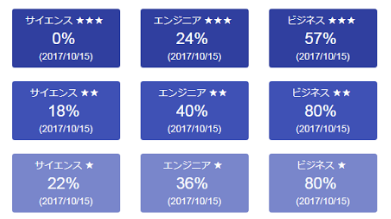 サイエンス ★★★
0%
(2017/10/15)
エンジニア ★★★
24%
(2017/10/15)
ビジネス ★★★
57%
(2017/10/15)
サイエンス ★★
18%
(2017/10/15)
エンジニア ★★
40%
(2017/10/15)
ビジネス ★★
80%
(2017/10/15)
サイエンス ★
22%
(2017/10/15)
エンジニア ★
36%
(2017/10/15)
ビジネス ★
80%
(2017/10/15)